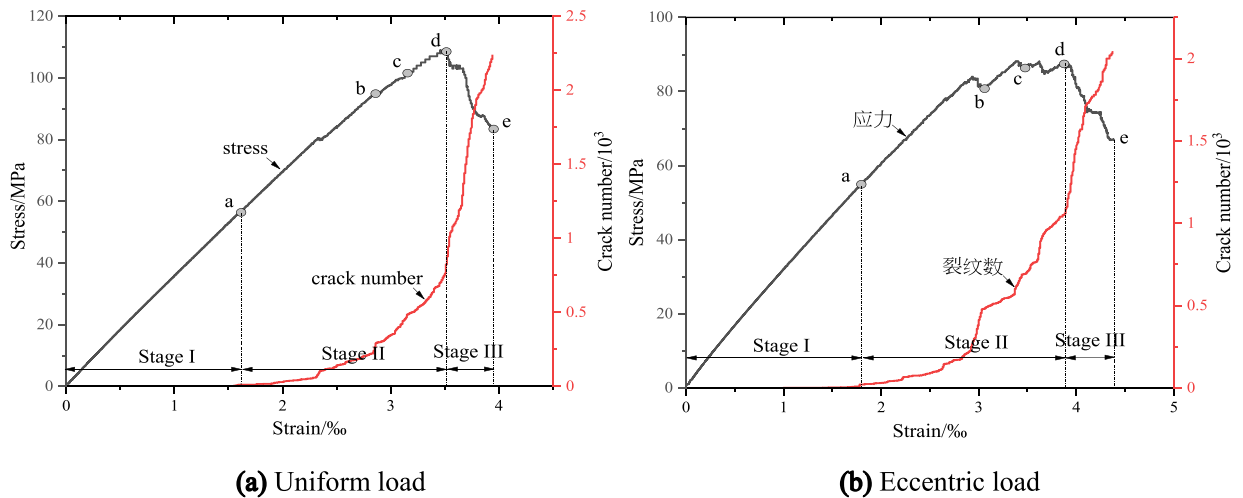 120
100
80
60
40
20
0
Stress/MPa
0
1
2
3
4
Strain/‰
2.5
2
1.5
1
0.5
0
Crack number/10³
a
b
c
d
e
stress
crack number
Stage I
Stage II
Stage III
(a) Uniform load
100
80
60
40
20
0
Stress/MPa
0
1
2
3
4
5
Strain/‰
2
1.5
1
0.5
0
Crack number/10³
a
b
c
d
e
应力
裂纹数
Stage I
Stage II
Stage III
(b) Eccentric load